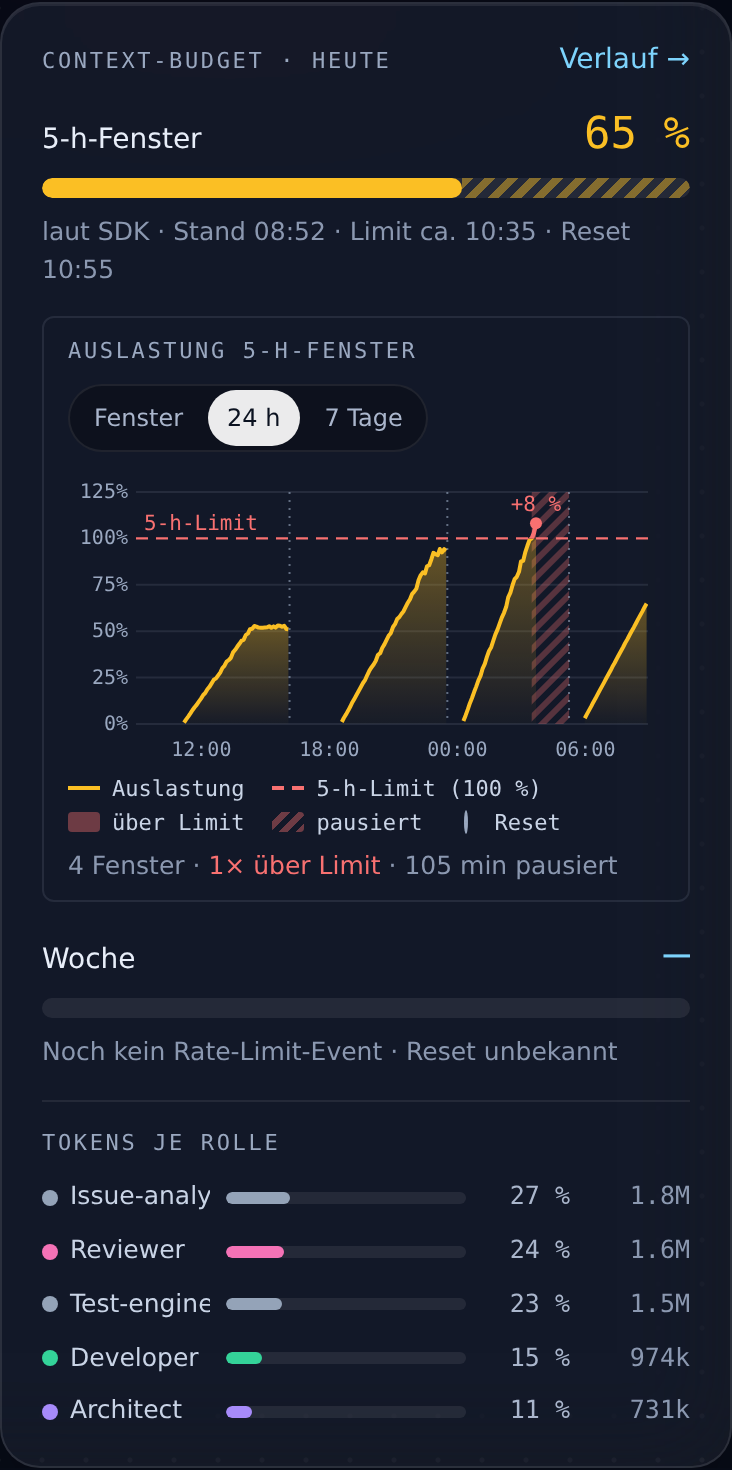 CONTEXT-BUDGET · HEUTE
Verlauf →
5-h-Fenster
65 %
laut SDK · Stand 08:52 · Limit ca. 10:35 · Reset
10:55
AUSLASTUNG 5-H-FENSTER
Fenster 24 h 7 Tage
125%
+8 %
5-h-Limit
100%
75%
50%
25%
0%
12:00 18:00 00:00 06:00
Auslastung 5-h-Limit (100 %)
über Limit pausiert Reset
4 Fenster · 1× über Limit · 105 min pausiert
Woche —
Noch kein Rate-Limit-Event · Reset unbekannt
TOKENS JE ROLLE
Issue-analy 27 % 1.8M
Reviewer 24 % 1.6M
Test-engine 23 % 1.5M
Developer 15 % 974k
Architect 11 % 731k